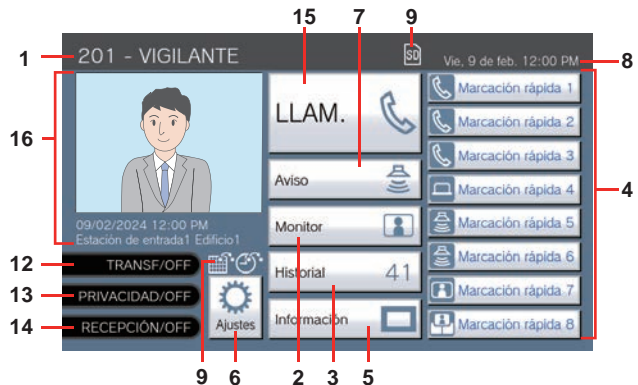 15
7
9
1
201 - VIGILANTE
SD
Vie, 9 de feb. 12:00 PM
8
16
LLAM.
Marcación rápida 1
Marcación rápida 2
Marcación rápida 3
Aviso
Marcación rápida 4
4
Monitor
Marcación rápida 5
09/02/2024 12:00 PM
Estación de entrada1 Edificio1
12
TRANSF/OFF
Historial
41
Marcación rápida 6
13
PRIVACIDAD/OFF
Marcación rápida 7
14
RECEPCIÓN/OFF
Ajustes
Información
Marcación rápida 8
9
6
2
3
5